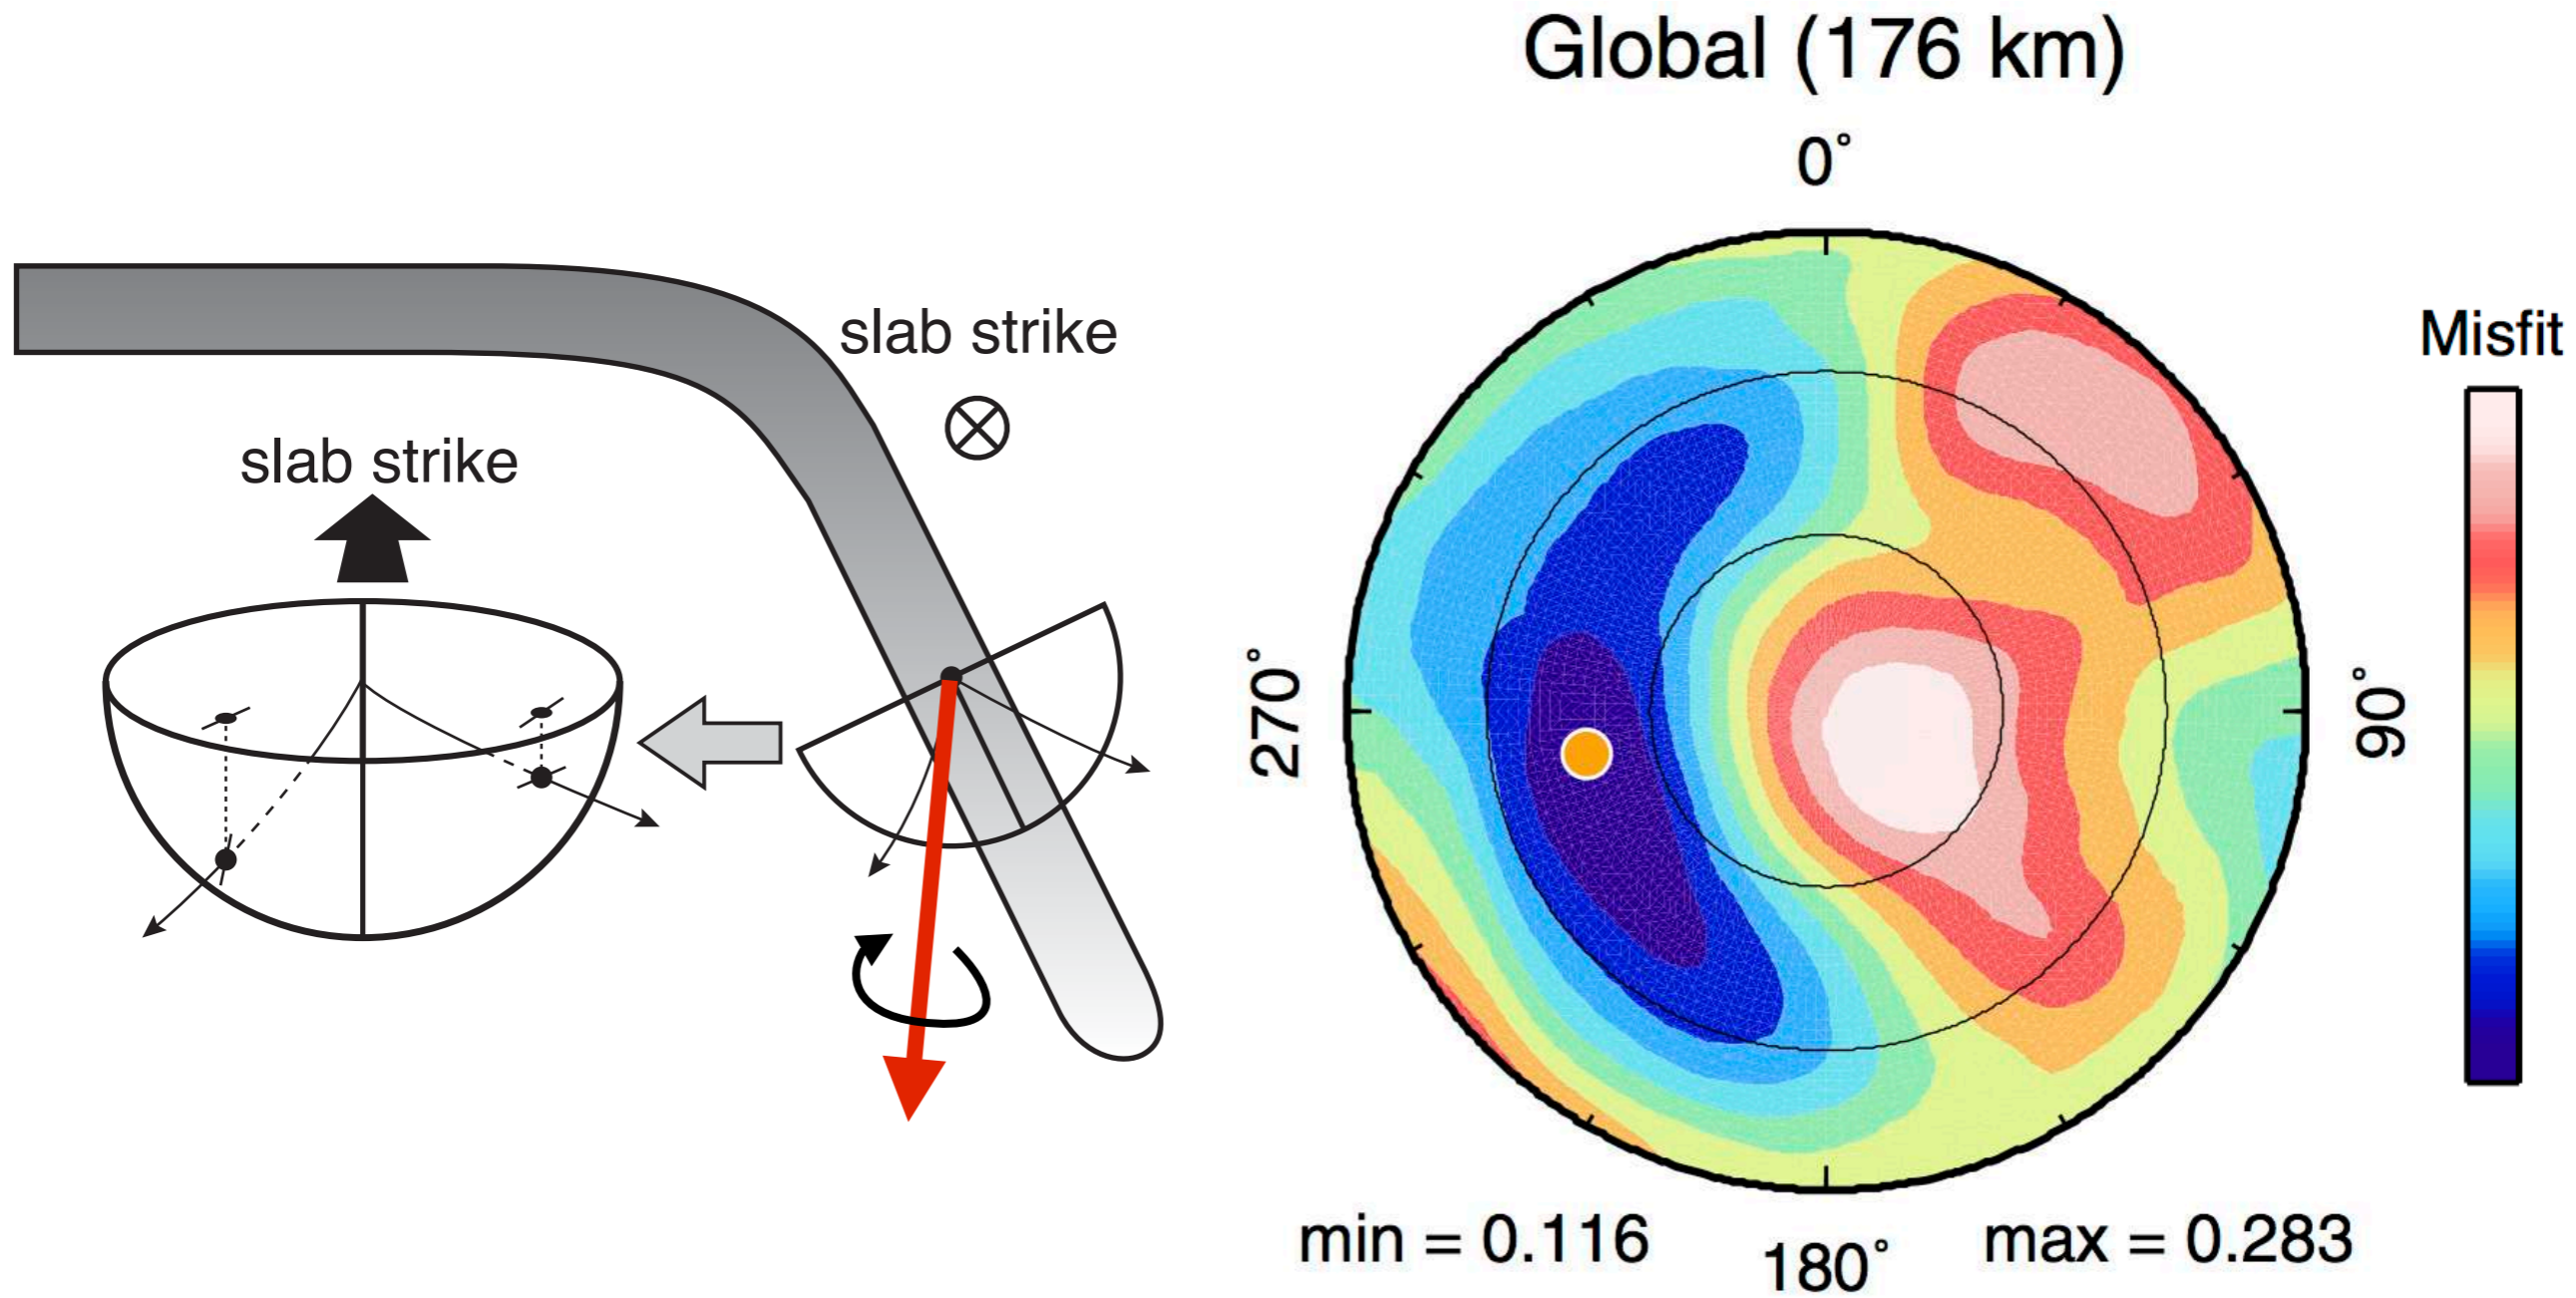 Global (176 km)
0°
slab strike
slab strike
Misfit
270°
90°
min = 0.116
180°
max = 0.283